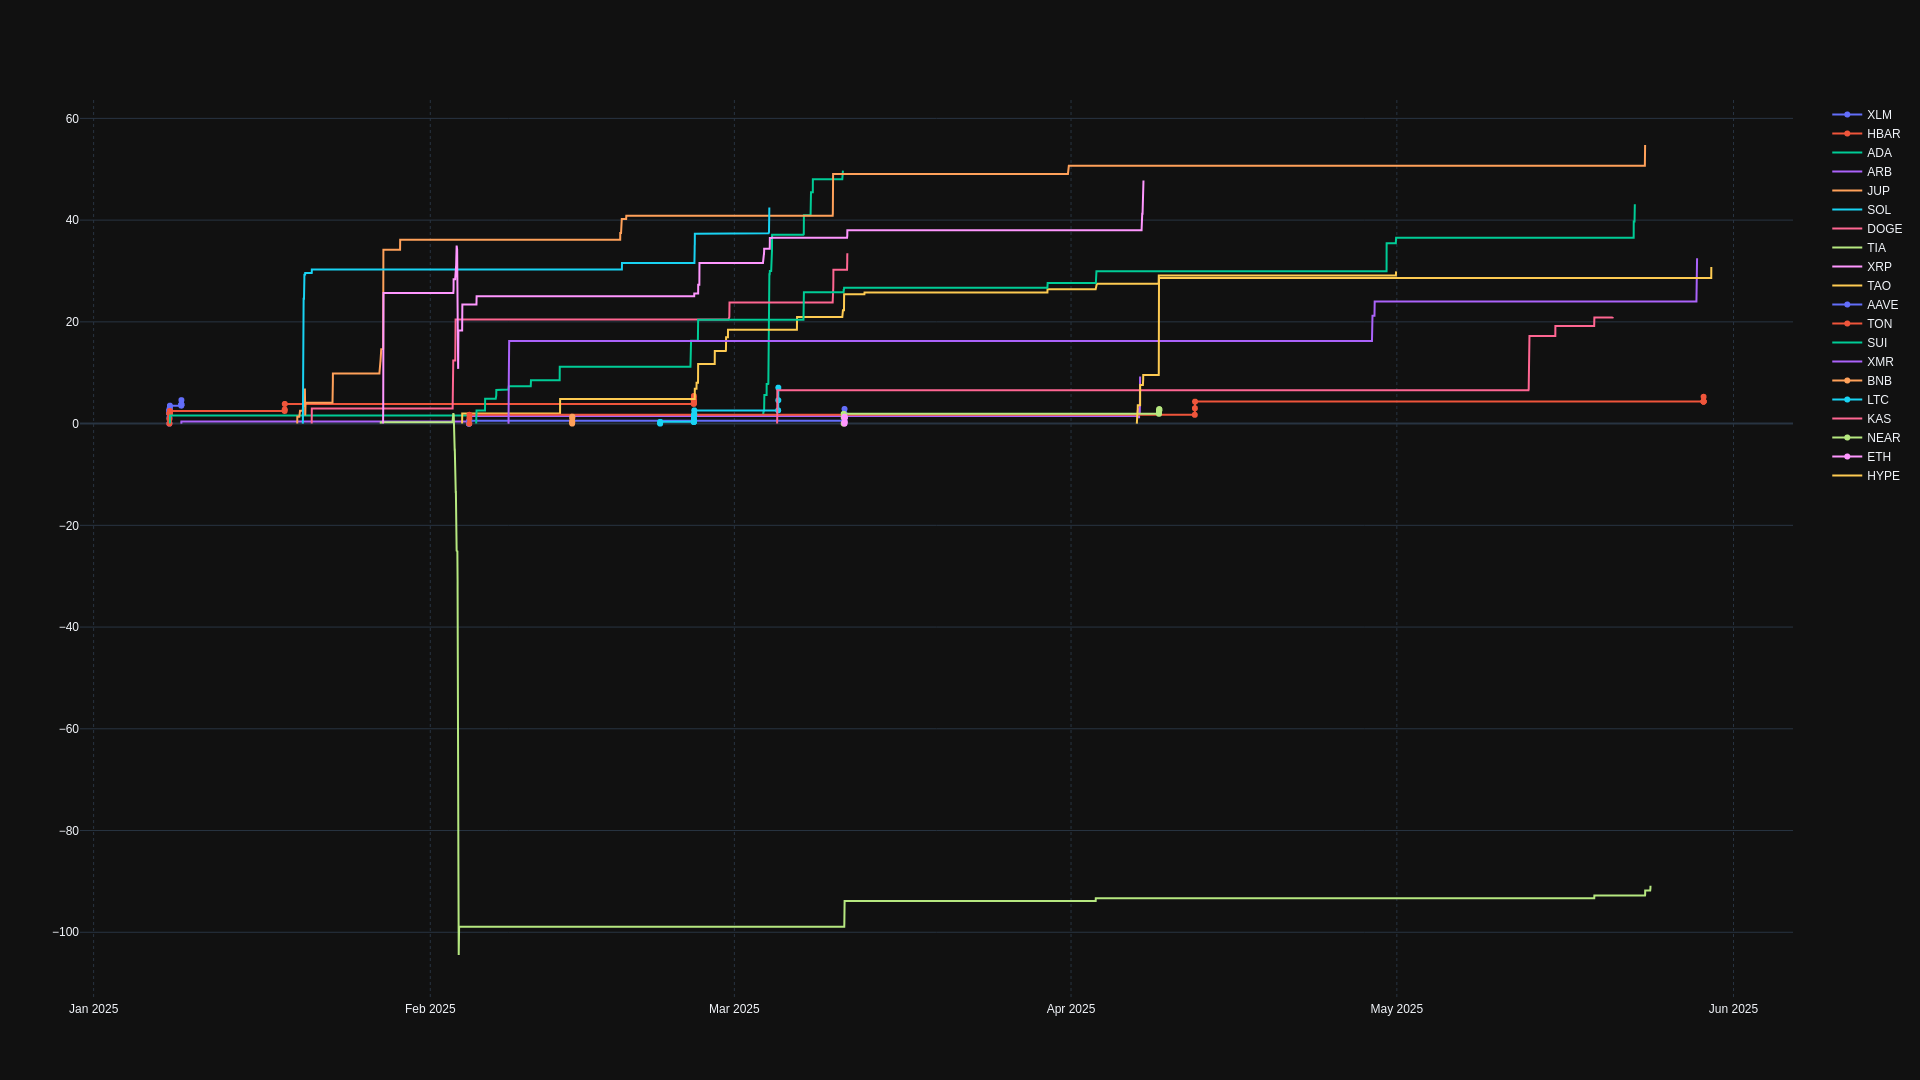 60
40
20
0
−20
−40
−60
−80
−100
Jan 2025
Feb 2025
Mar 2025
Apr 2025
May 2025
Jun 2025
XLM
HBAR
ADA
ARB
JUP
SOL
DOGE
TIA
XRP
TAO
AAVE
TON
SUI
XMR
BNB
LTC
KAS
NEAR
ETH
HYPE